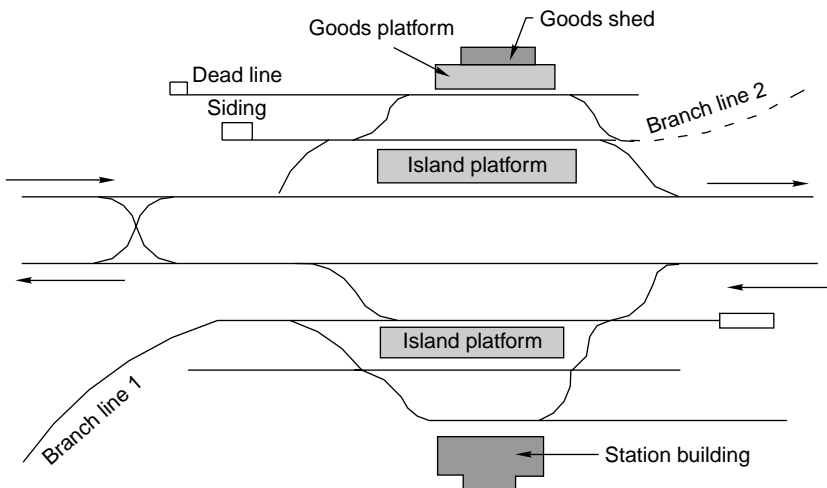 Goods shed
Goods platform
Dead line
Siding
Branch line 2
Island platform
Island platform
Branch line 1
Station building